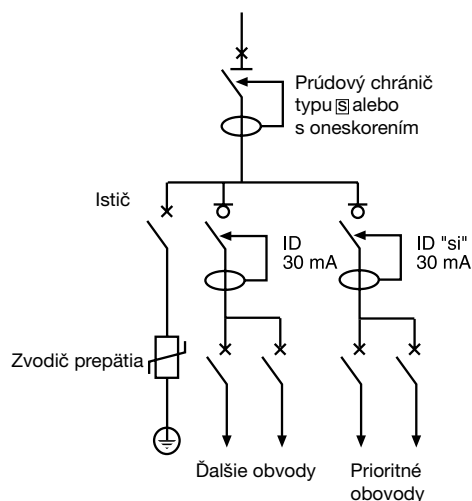 Prúdový chránič
typu S alebo
s oneskorením
Istič
ID
30 mA
ID "si"
30 mA
Zvodič prepätia
Ďalšie obvody
Prioritné
obovody